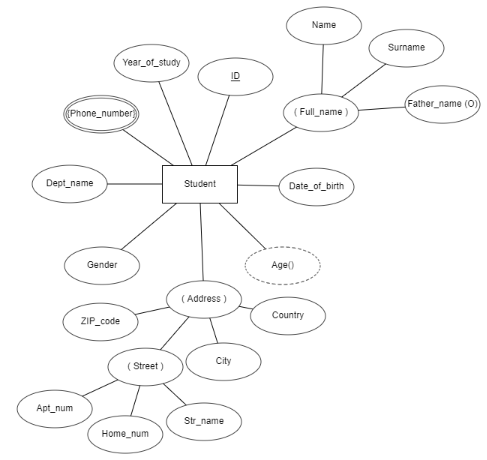 Name
Surname
Year_of_study
ID
{Phone_number}
( Full_name )
Father_name (O)
Dept_name
Student
Date_of_birth
Gender
Age()
( Address )
ZIP_code
Country
( Street )
City
Apt_num
Home_num
Str_name